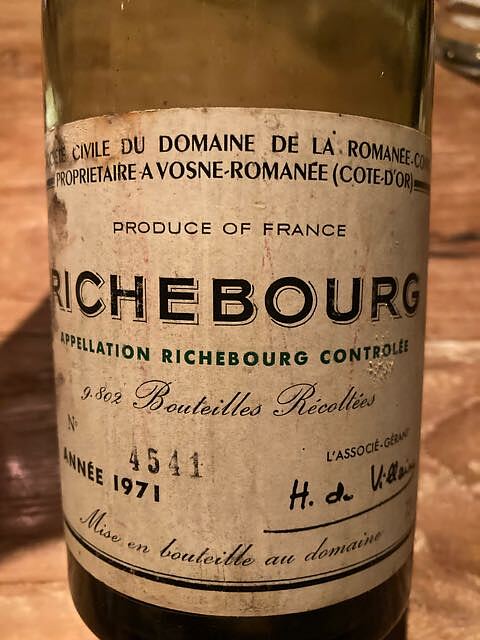 CIVILE DU DOMAINE DE LA ROMANÉE-CO
PROPRIETAIRE A VOSNE-ROMANÉE (COTE-D'OR)
PRODUCE OF FRANCE
RICHEBOURG
APPELLATION RICHEBOURG CONTROLÉE
9.802 Bouteilles Récoltées
N° 4541
L'ASSOCIÉ-GÉRANT
ANNÉE 1971
H. de Villaine
Mise en bouteille au domaine